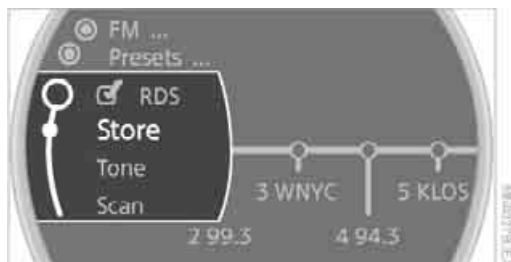 FM ...
Presets ...
RDS
Store
Tone
Scan
3 WNYC
5 KLOS
2 99.3
4 94.3